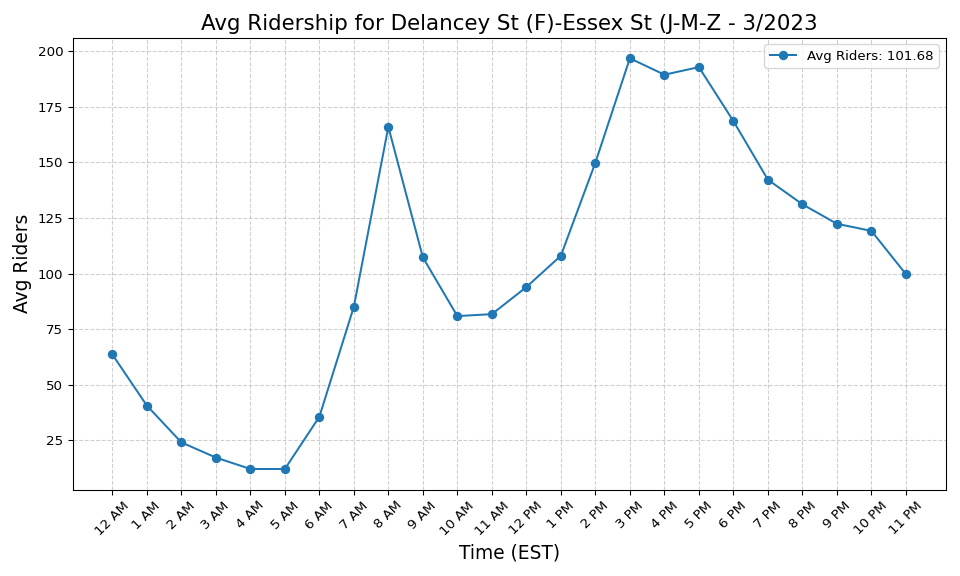 Avg Ridership for Delancey St (F)-Essex St (J-M-Z - 3/2023
Avg Riders: 101.68
Avg Riders
200
175
150
125
100
75
50
25
12 AM
1 AM
2 AM
3 AM
4 AM
5 AM
6 AM
7 AM
8 AM
9 AM
10 AM
11 AM
12 PM
1 PM
2 PM
3 PM
4 PM
5 PM
6 PM
7 PM
8 PM
9 PM
10 PM
11 PM
Time (EST)